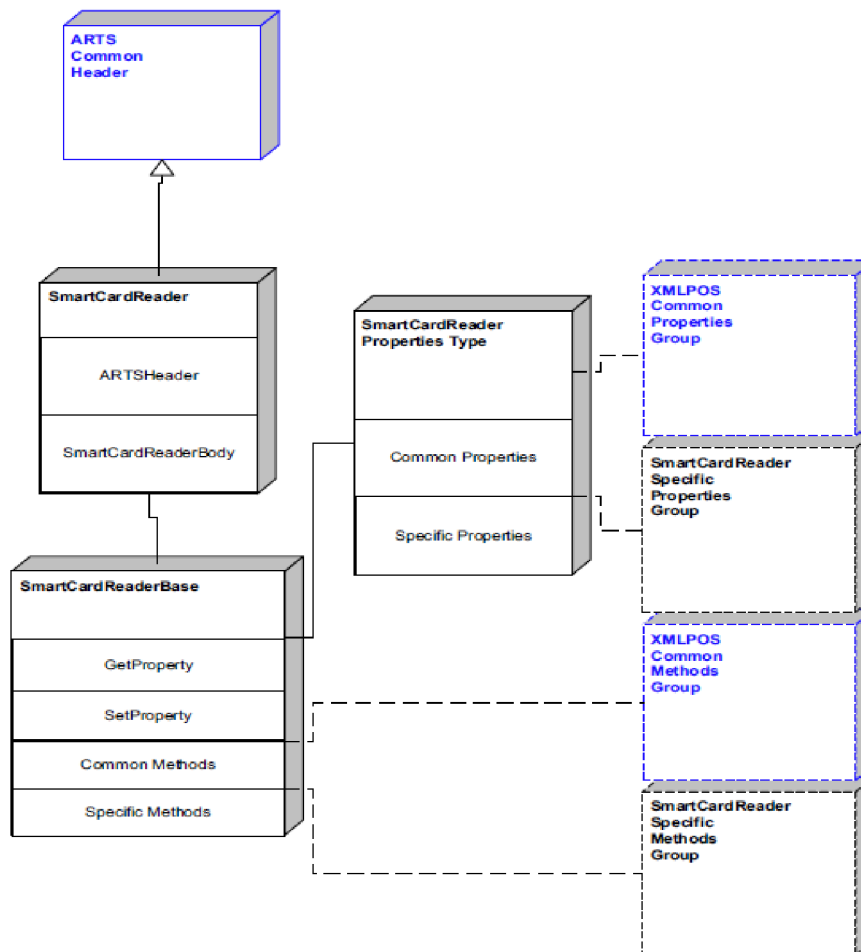 ARTS
Common
Header
SmartCardReader
ARTSHeader
SmartCardReaderBody
SmartCardReaderBase
GetProperty
SetProperty
Common Methods
Specific Methods
SmartCardReader
Properties Type
Common Properties
Specific Properties
XMLPOS
Common
Properties
Group
SmartCardReader
Specific
Properties
Group
XMLPOS
Common
Methods
Group
SmartCardReader
Specific
Methods
Group